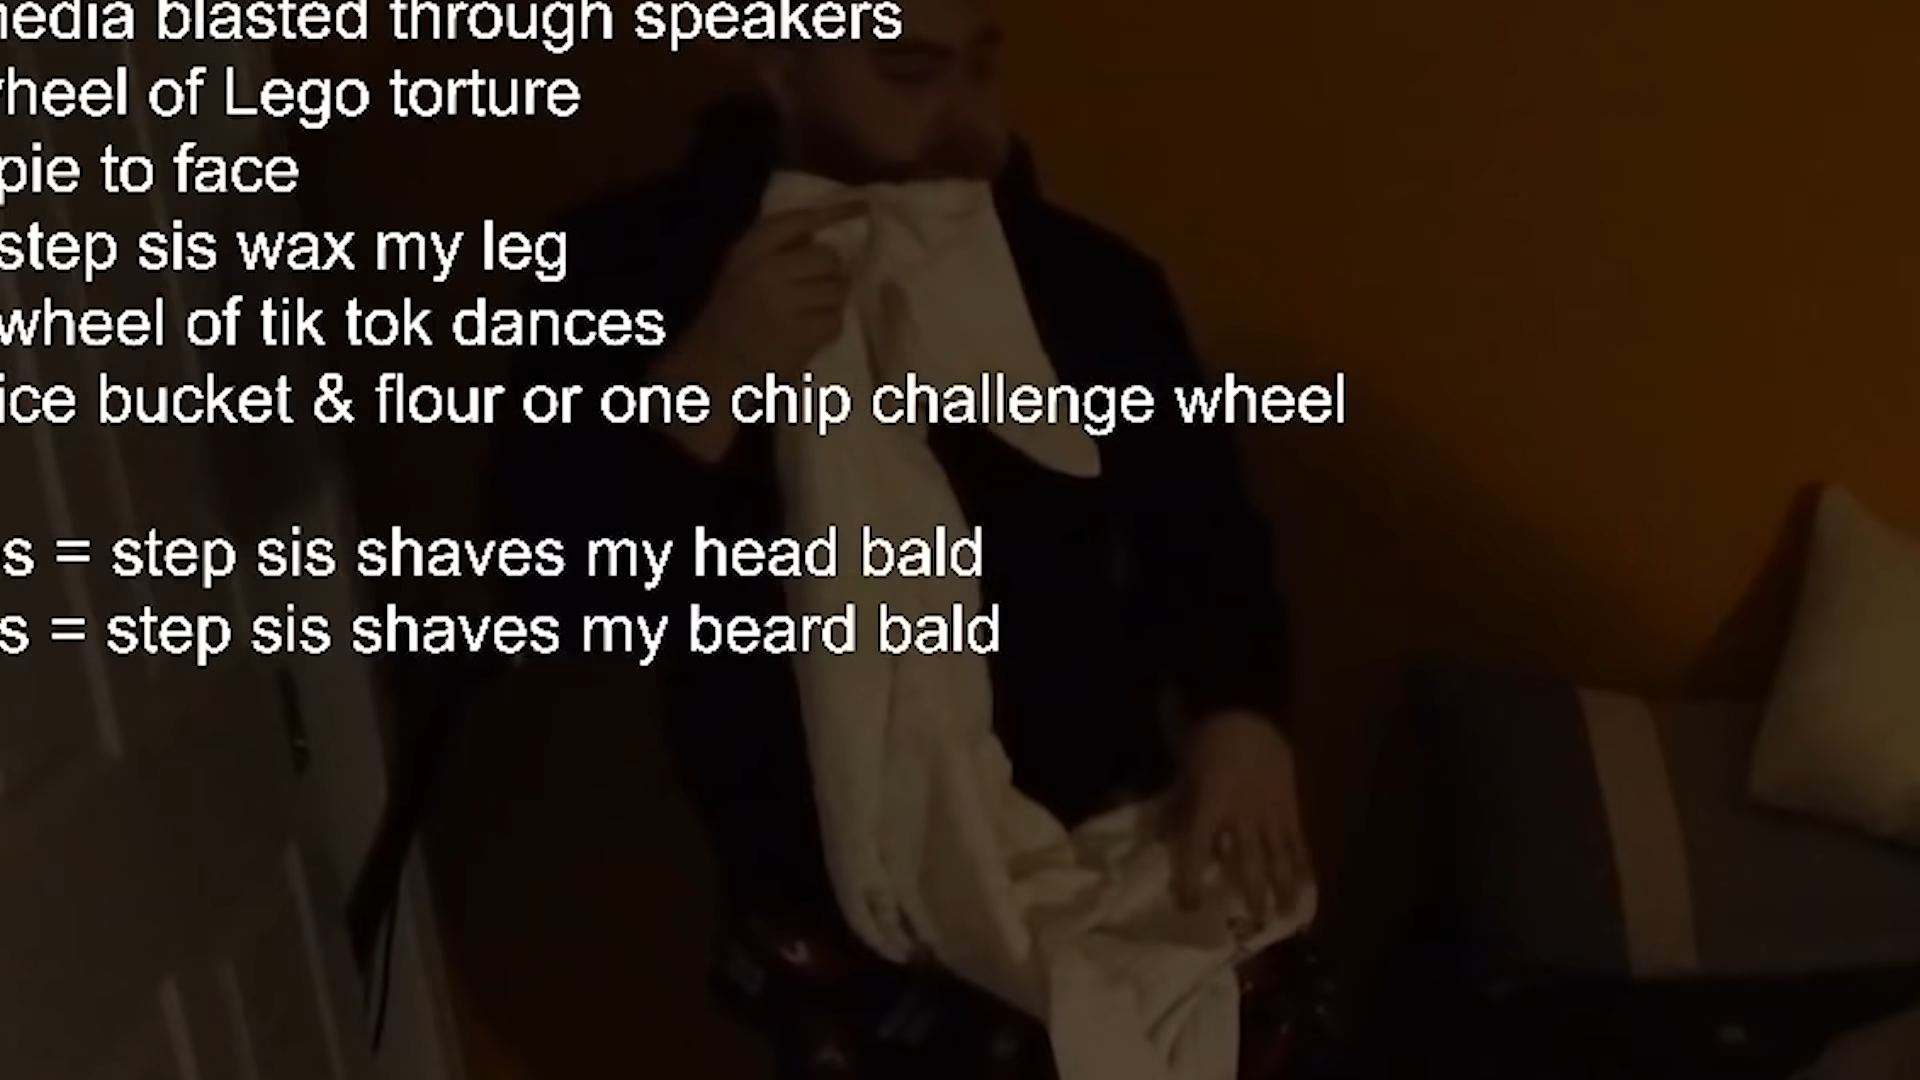 media blasted through speakers
wheel of Lego torture
pie to face
step sis wax my leg
wheel of tik tok dances
ice bucket & flour or one chip challenge wheel
s = step sis shaves my head bald
s = step sis shaves my beard bald